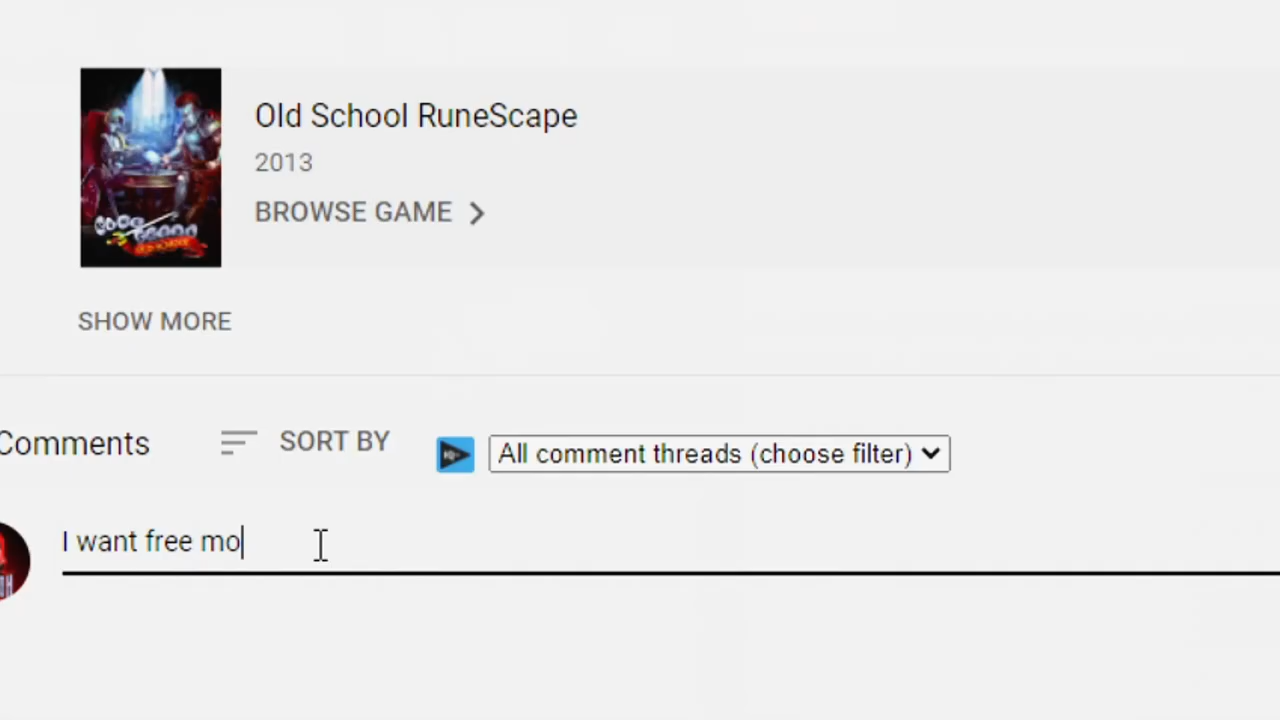 Old School RuneScape
2013
BROWSE GAME
SHOW MORE
Comments
SORT BY
All comment threads (choose filter)
I want free mo